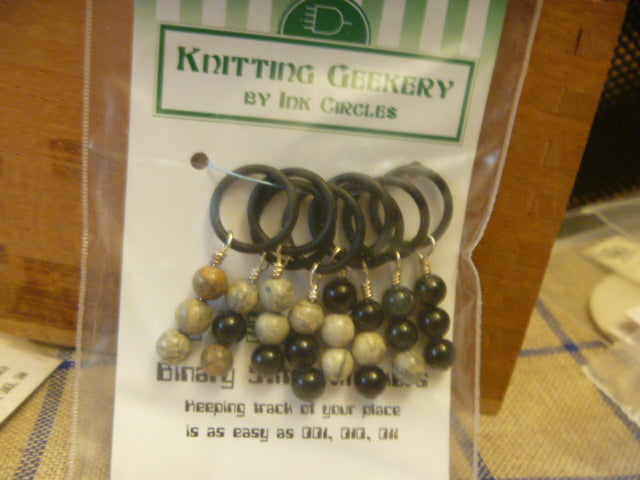 KNITTING GEEKERY
BY INK CIRCLES
Binary
Keeping track of your place
is as easy as 001, 010, 011